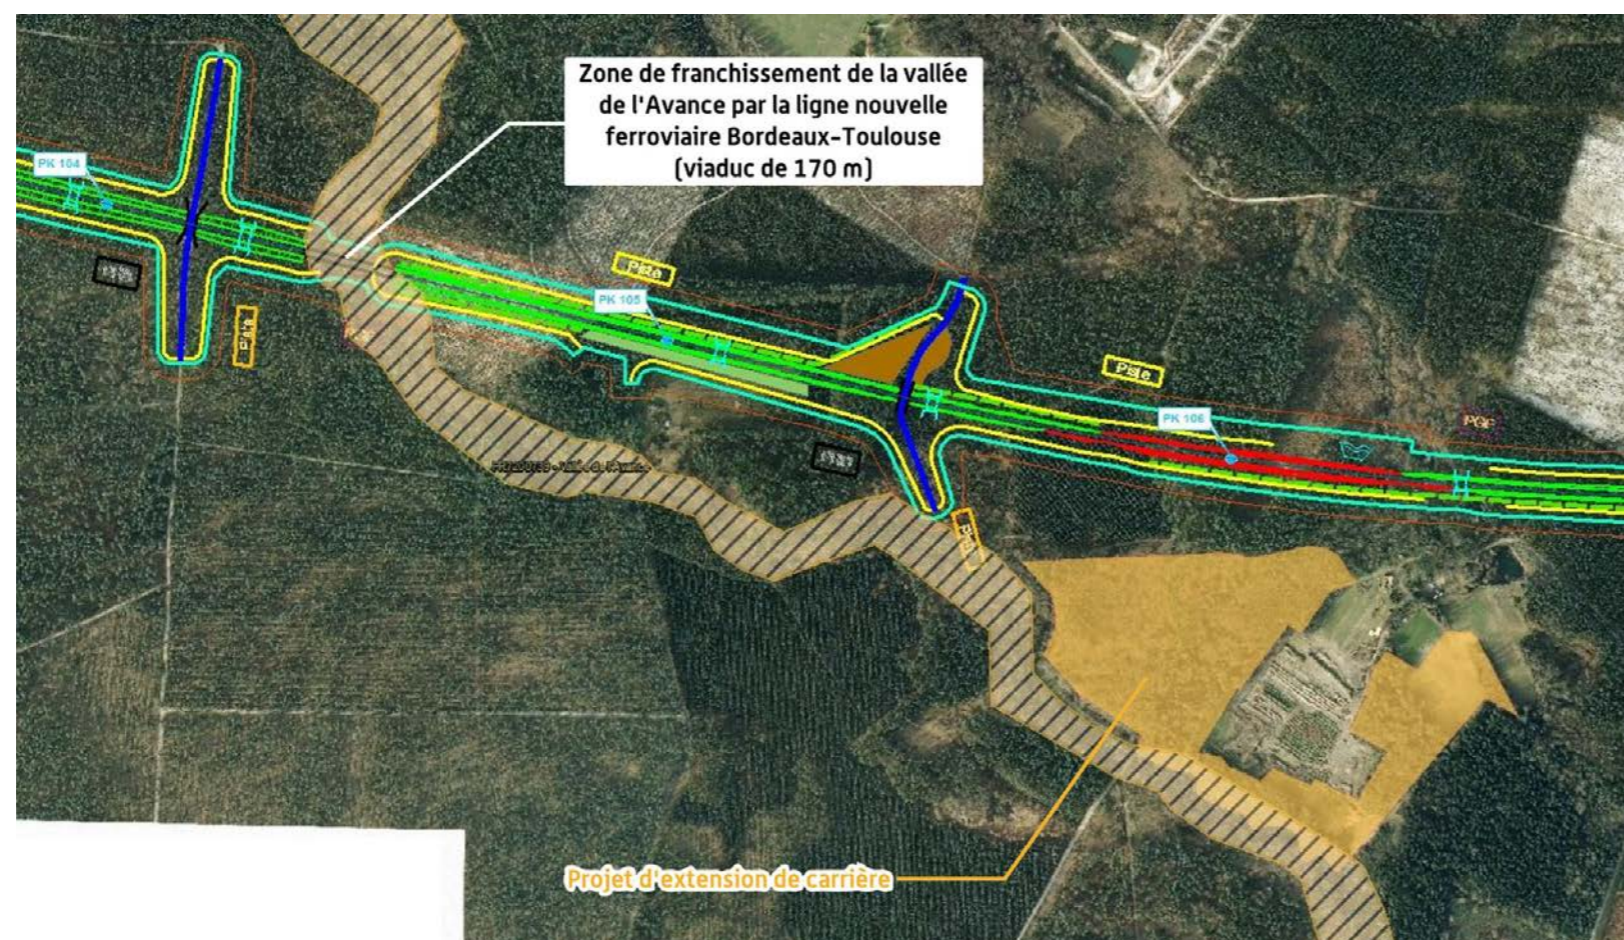 Zone de franchissement de la vallée
de l'Avance par la ligne nouvelle
ferroviaire Bordeaux-Toulouse
(viaduc de 170 m)
PK 104
Piste
PK 105
Piste
PK 106
Projet d'extension de carrière